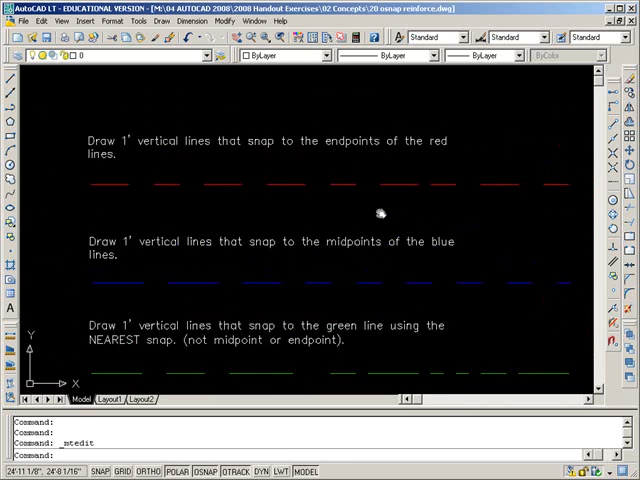 AutoCAD LT - EDUCATIONAL VERSION - [M:\04 AUTOCAD 2008\2008 Handout Exercises\02 Concepts\20 osnap reinforce.dwg]
File Edit View Insert Format Tools Draw Dimension Modify Window Help
Standard Standard Standard
0 ByLayer ByLayer ByLayer ByColor
Draw 1' vertical lines that snap to the endpoints of the red
lines.
Draw 1' vertical lines that snap to the midpoints of the blue
lines.
Draw 1' vertical lines that snap to the green line using the
NEAREST snap. (not midpoint or endpoint).
Y
X
A
Model Layout1 Layout2
Command:
Command:
Command: _mtedit
Command:
24'-11 1/8", 24'-8 1/16" SNAP GRID ORTHO POLAR OSNAP OTRACK DYN LWT MODEL